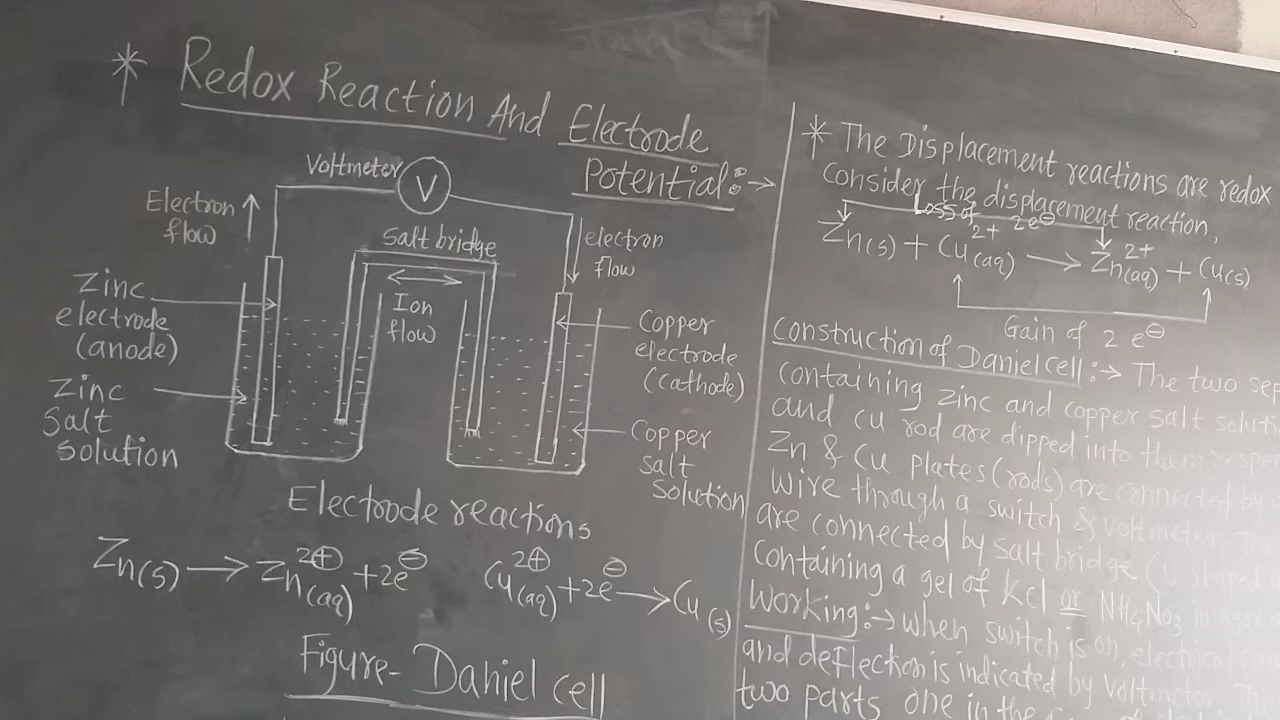 * Redox Reaction And Electrode
Potential :→
Voltmeter
V
Electron
flow
Salt bridge
electron
flow
Zinc
electrode
(anode)
Ion
flow
Copper
electrode
(cathode)
Zinc
Salt
solution
Copper
salt
solution
Electrode reactions
Zn(s) → Zn²⊕(aq) + 2e⊖
Cu²⊕(aq) + 2e⊖ → Cu(s)
Figure- Daniel cell
* The Displacement reactions are redox
consider the displacement reaction,
Loss of 2e⊖
Zn(s) + Cu²⁺(aq) → Zn²⁺(aq) + Cu(s)
Gain of 2 e⊖
Construction of Daniel cell :→ The two
containing zinc and copper salt
and Cu rod are dipped into them
Zn & Cu plates (rods) are connected by
wire through a switch & voltmeter. The
are connected by salt bridge (U shaped
containing a gel of KCl or NH₄NO₃ in agar
Working :→ when switch is on, electrical
and deflection is indicated by voltmeter. The
two parts one in the